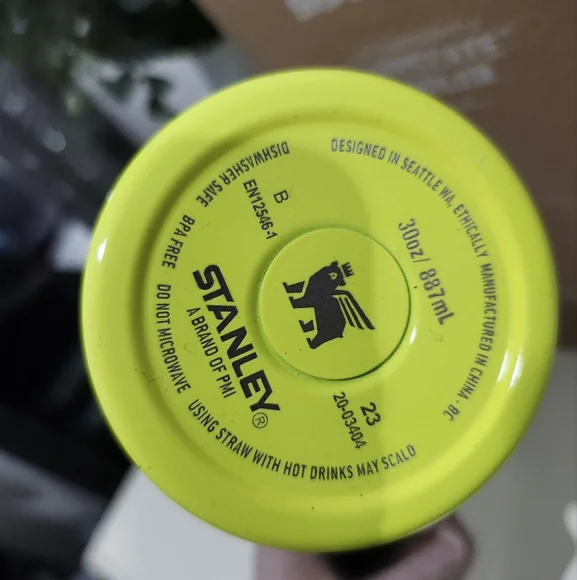 DESIGNED IN SEATTLE WA, ETHICALLY MANUFACTURED IN CHINA · BC
30oz/ 887mL
B
EN12546-1
STANLEY®
A BRAND OF PMI
23
20-03404
DISHWASHER SAFE
BPA FREE
DO NOT MICROWAVE
USING STRAW WITH HOT DRINKS MAY SCALD